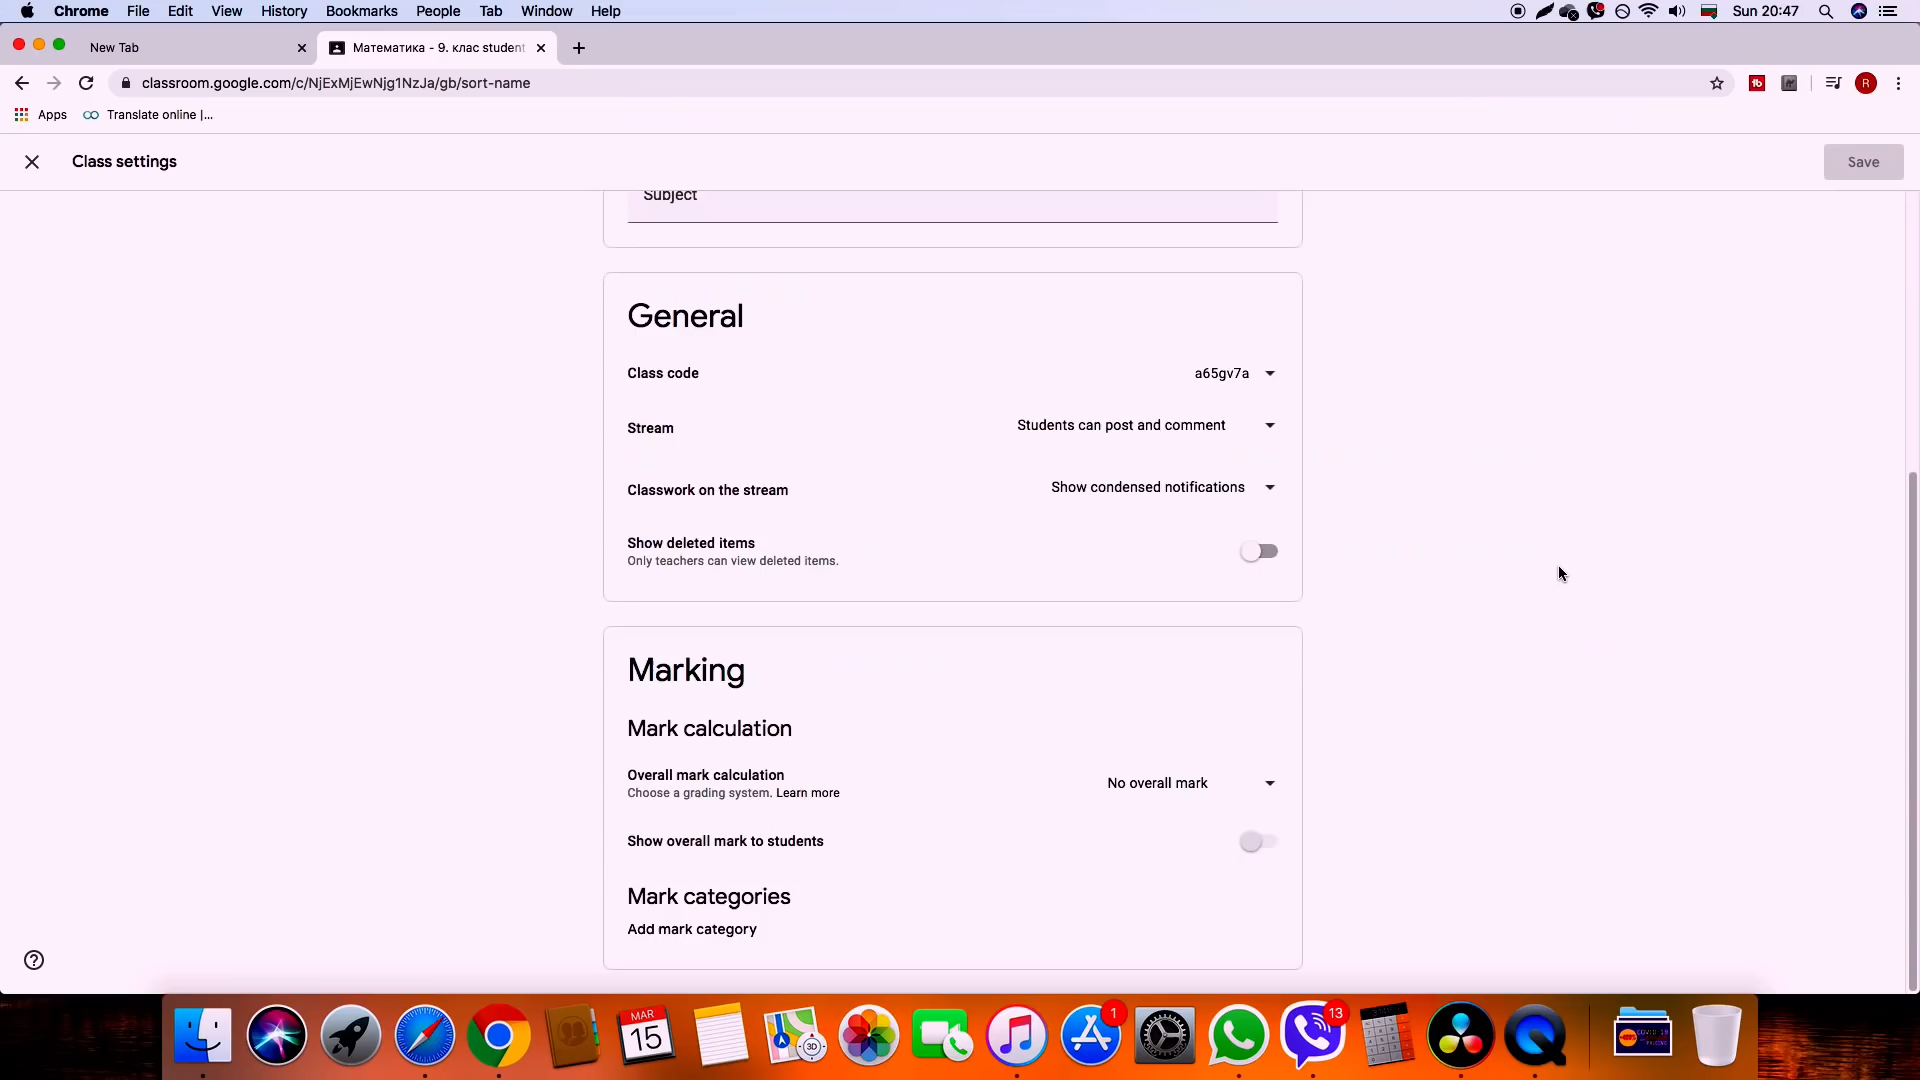 Chrome File Edit View History Bookmarks People Tab Window Help Sun 20:47
New Tab Математика - 9. клас student
classroom.google.com/c/NjExMjEwNjg1NzJa/gb/sort-name R
Apps Translate online |...
Class settings Save
Subject
General
Class code a65gv7a
Stream Students can post and comment
Classwork on the stream Show condensed notifications
Show deleted items
Only teachers can view deleted items.
Marking
Mark calculation
Overall mark calculation No overall mark
Choose a grading system. Learn more
Show overall mark to students
Mark categories
Add mark category
MAR
15
3D
1
13
COVID 19